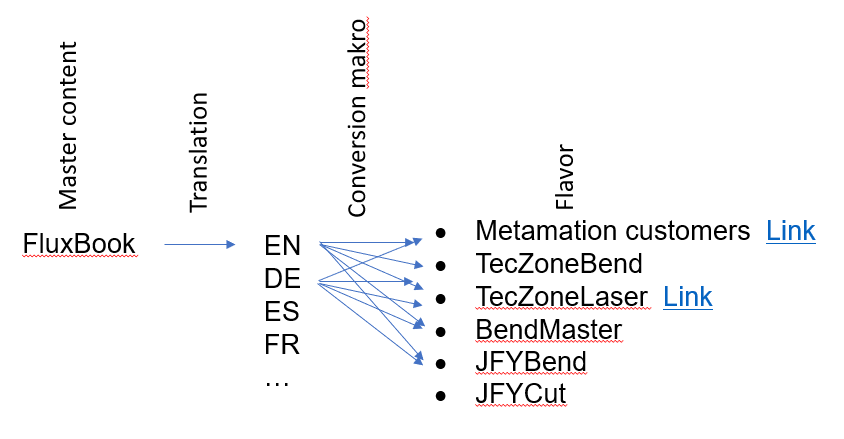 Master content
Translation
Conversion makro
Flavor
FluxBook
EN
DE
ES
FR
…
• Metamation customers Link
• TecZoneBend
• TecZoneLaser Link
• BendMaster
• JFYBend
• JFYCut